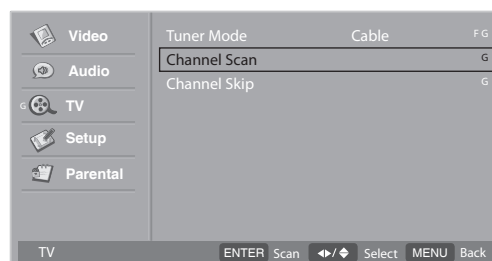 Video
Audio
G TV
Setup
Parental
Tuner Mode Cable F G
Channel Scan G
Channel Skip G
TV ENTER Scan ◂▸/⬘ Select MENU Back